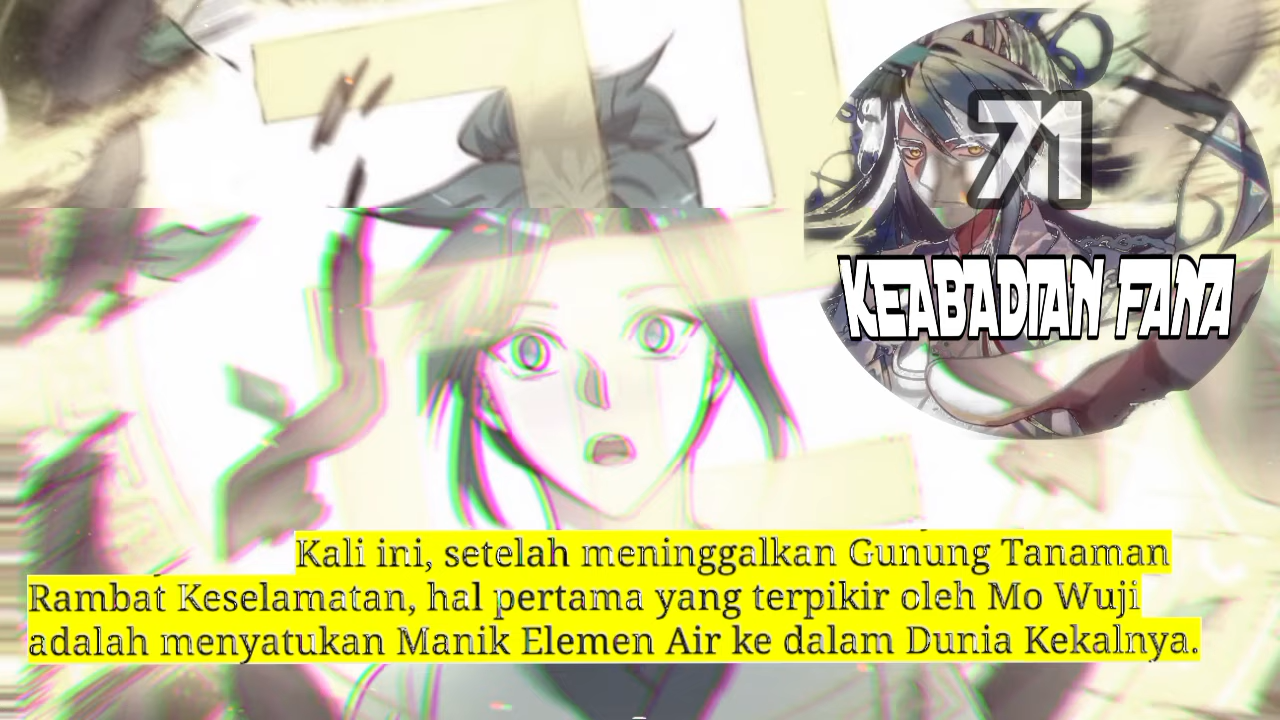 71
KEABADIAN FANA
Kali ini, setelah meninggalkan Gunung Tanaman
Rambat Keselamatan, hal pertama yang terpikir oleh Mo Wuji
adalah menyatukan Manik Elemen Air ke dalam Dunia Kekalnya.